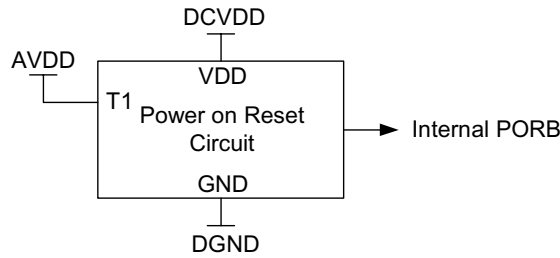 DCVDD
AVDD
VDD
T1
Power on Reset
Circuit
Internal PORB
GND
DGND